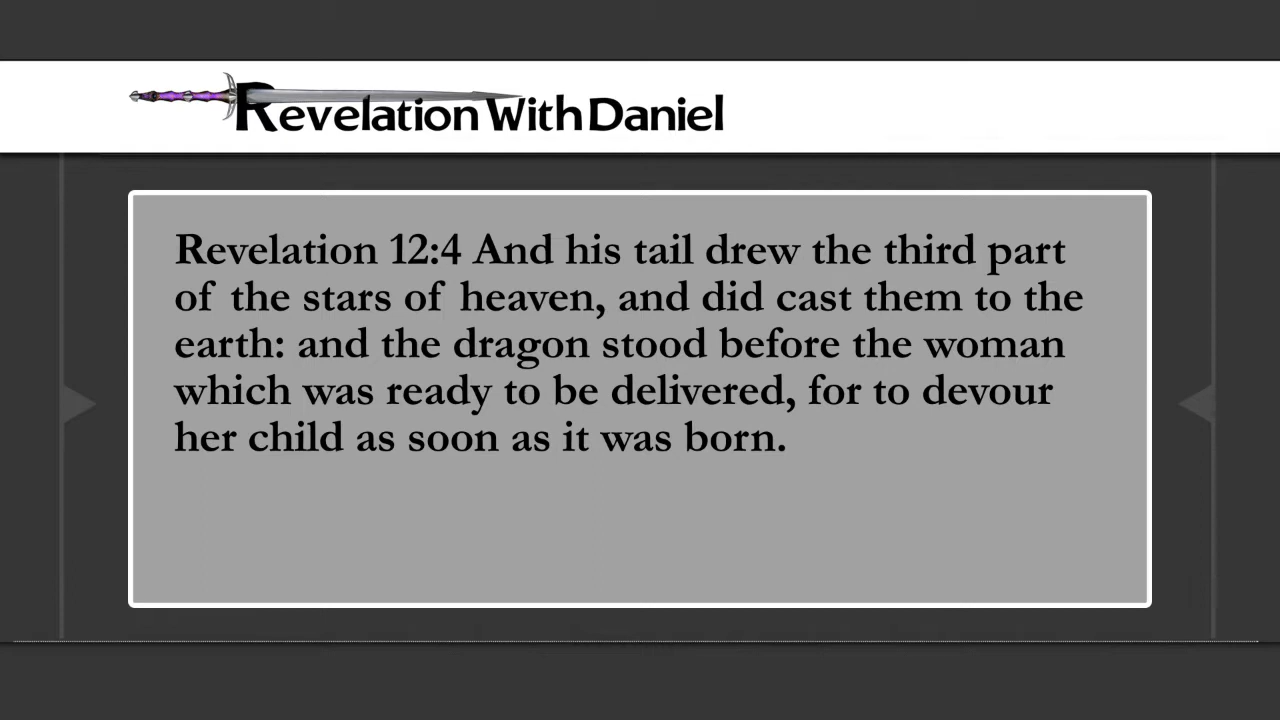 Revelation With Daniel
Revelation 12:4 And his tail drew the third part
of the stars of heaven, and did cast them to the
earth: and the dragon stood before the woman
which was ready to be delivered, for to devour
her child as soon as it was born.